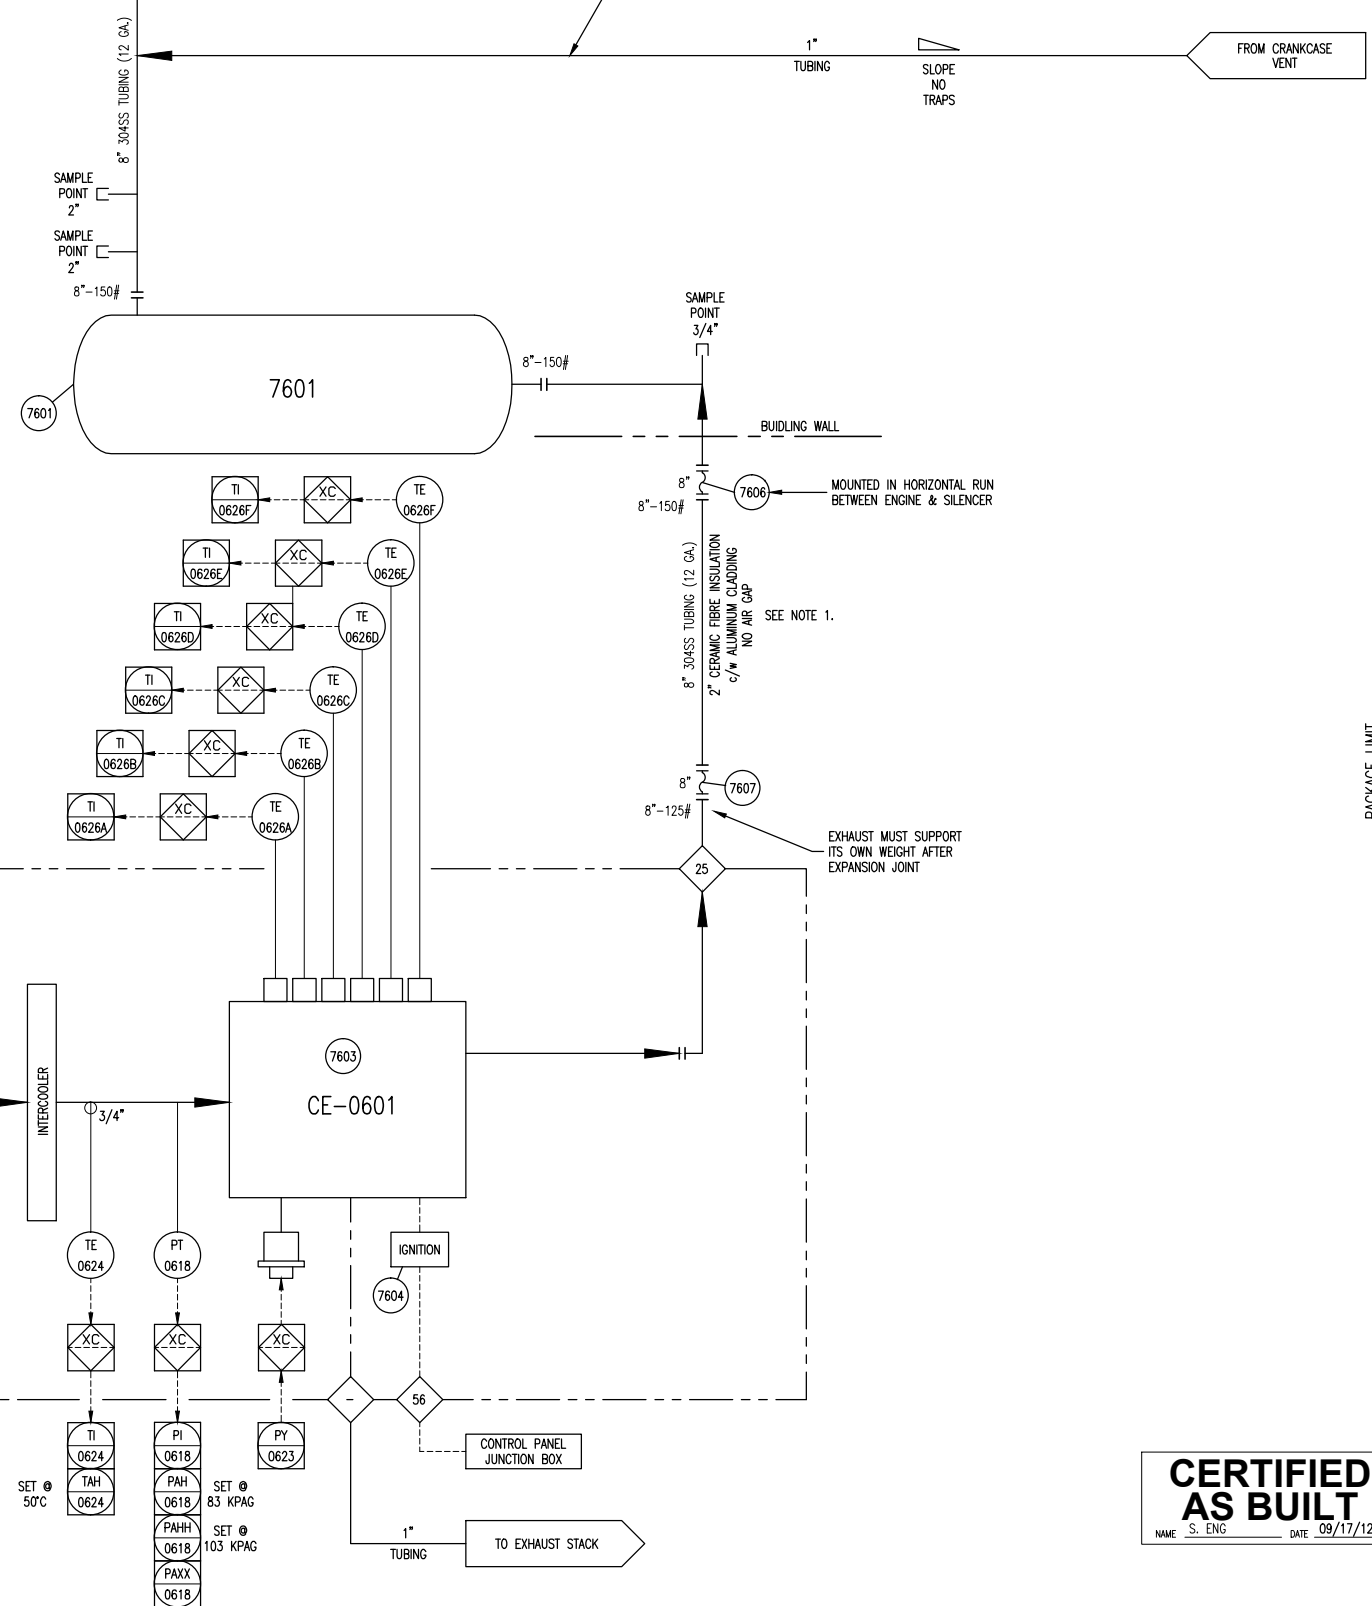 8" 304SS TUBING (12 GA.)
1"
TUBING
SLOPE
NO
TRAPS
FROM CRANKCASE
VENT
SAMPLE
POINT
2"
SAMPLE
POINT
2"
8"-150#
SAMPLE
POINT
3/4"
8"-150#
7601
7601
BUIDLING WALL
8"
7606
MOUNTED IN HORIZONTAL RUN
BETWEEN ENGINE & SILENCER
8"-150#
TI
0626F
XC
TE
0626F
TI
0626E
XC
TE
0626E
TI
0626D
XC
TE
0626D
TI
0626C
XC
TE
0626C
TI
0626B
XC
TE
0626B
TI
0626A
XC
TE
0626A
8" 304SS TUBING (12 GA.)
2" CERAMIC FIBRE INSULATION
c/w ALUMINUM CLADDING
NO AIR GAP
SEE NOTE 1.
PACKAGE LIMIT
8"
7607
8"-125#
EXHAUST MUST SUPPORT
ITS OWN WEIGHT AFTER
EXPANSION JOINT
25
INTERCOOLER
3/4"
7603
CE-0601
TE
0624
PT
0618
IGNITION
7604
XC
XC
XC
-
56
TI
0624
TAH
0624
SET @
50°C
PI
0618
PAH
0618
SET @
83 KPAG
PAHH
0618
SET @
103 KPAG
PAXX
0618
PY
0623
CONTROL PANEL
JUNCTION BOX
1"
TUBING
TO EXHAUST STACK
CERTIFIED
AS BUILT
NAME S. ENG DATE 09/17/12